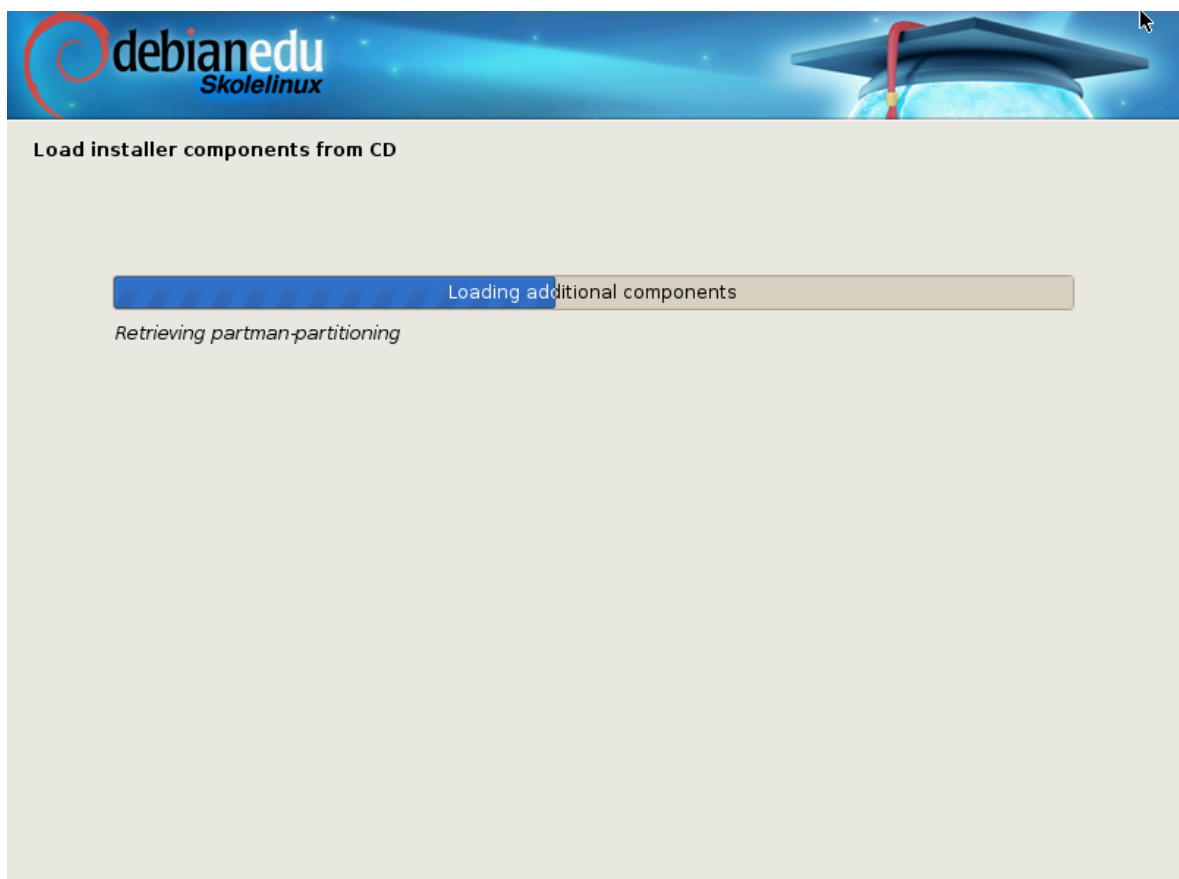 debianedu
Skolelinux
Load installer components from CD
Loading additional components
Retrieving partman-partitioning